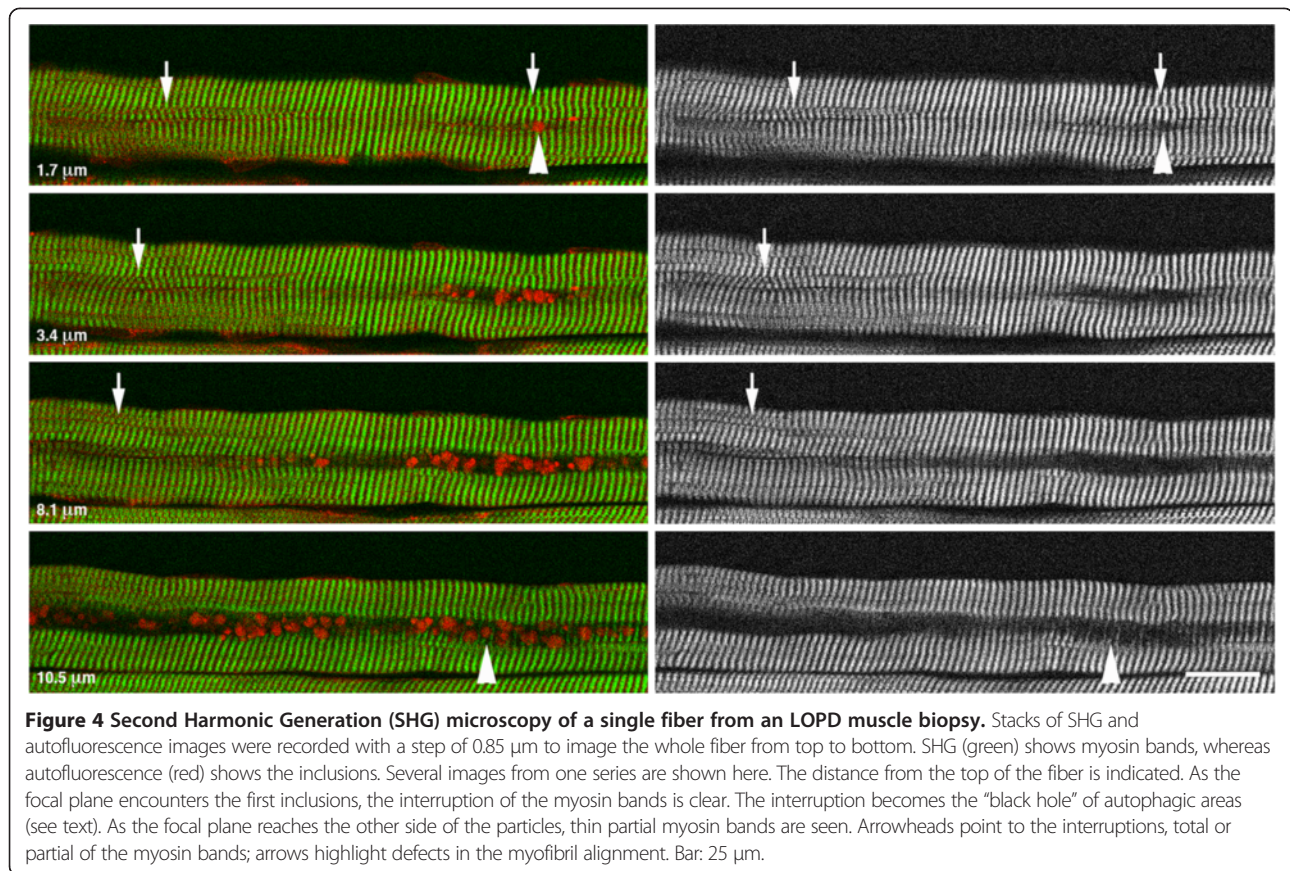 1.7 µm
3.4 µm
8.1 µm
10.5 µm
Figure 4 Second Harmonic Generation (SHG) microscopy of a single fiber from an LOPD muscle biopsy. Stacks of SHG and
autofluorescence images were recorded with a step of 0.85 µm to image the whole fiber from top to bottom. SHG (green) shows myosin bands, whereas
autofluorescence (red) shows the inclusions. Several images from one series are shown here. The distance from the top of the fiber is indicated. As the
focal plane encounters the first inclusions, the interruption of the myosin bands is clear. The interruption becomes the “black hole” of autophagic areas
(see text). As the focal plane reaches the other side of the particles, thin partial myosin bands are seen. Arrowheads point to the interruptions, total or
partial of the myosin bands; arrows highlight defects in the myofibril alignment. Bar: 25 µm.